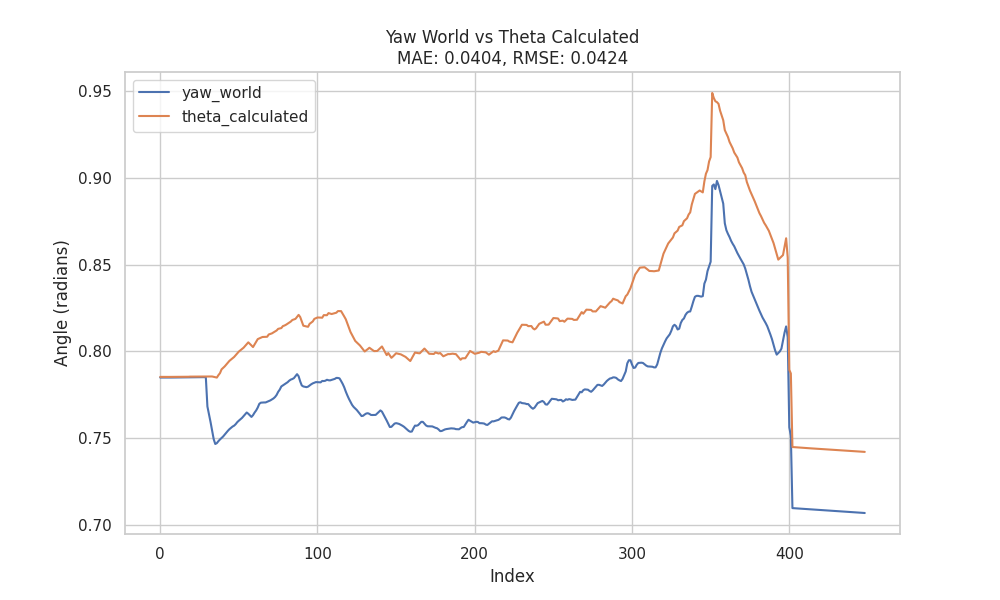 Yaw World vs Theta Calculated
MAE: 0.0404, RMSE: 0.0424
yaw_world
theta_calculated
Angle (radians)
0.95
0.90
0.85
0.80
0.75
0.70
0 100 200 300 400
Index